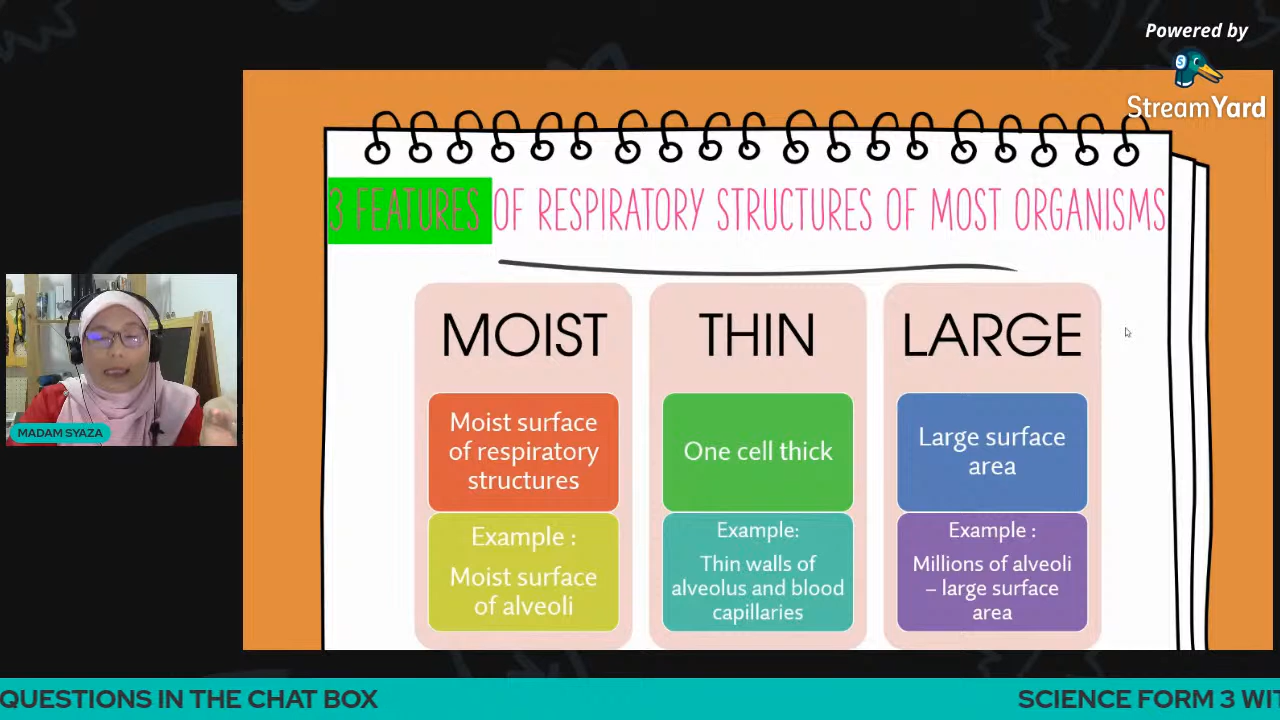 Powered by
StreamYard
3 FEATURES OF RESPIRATORY STRUCTURES OF MOST ORGANISMS
MOIST
Moist surface
of respiratory
structures
Example :
Moist surface
of alveoli
THIN
One cell thick
Example:
Thin walls of
alveolus and blood
capillaries
LARGE
Large surface
area
Example :
Millions of alveoli
– large surface
area
MADAM SYAZA
QUESTIONS IN THE CHAT BOX
SCIENCE FORM 3 WIT